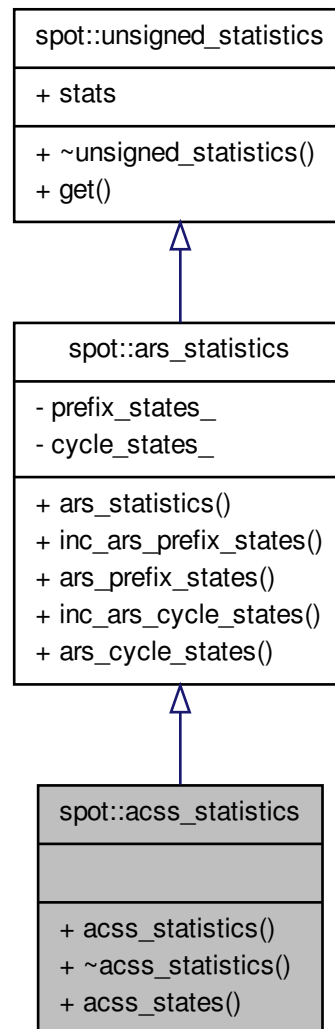 spot::unsigned_statistics
+ stats
+ ~unsigned_statistics()
+ get()
spot::ars_statistics
- prefix_states_
- cycle_states_
+ ars_statistics()
+ inc_ars_prefix_states()
+ ars_prefix_states()
+ inc_ars_cycle_states()
+ ars_cycle_states()
spot::acss_statistics
+ acss_statistics()
+ ~acss_statistics()
+ acss_states()